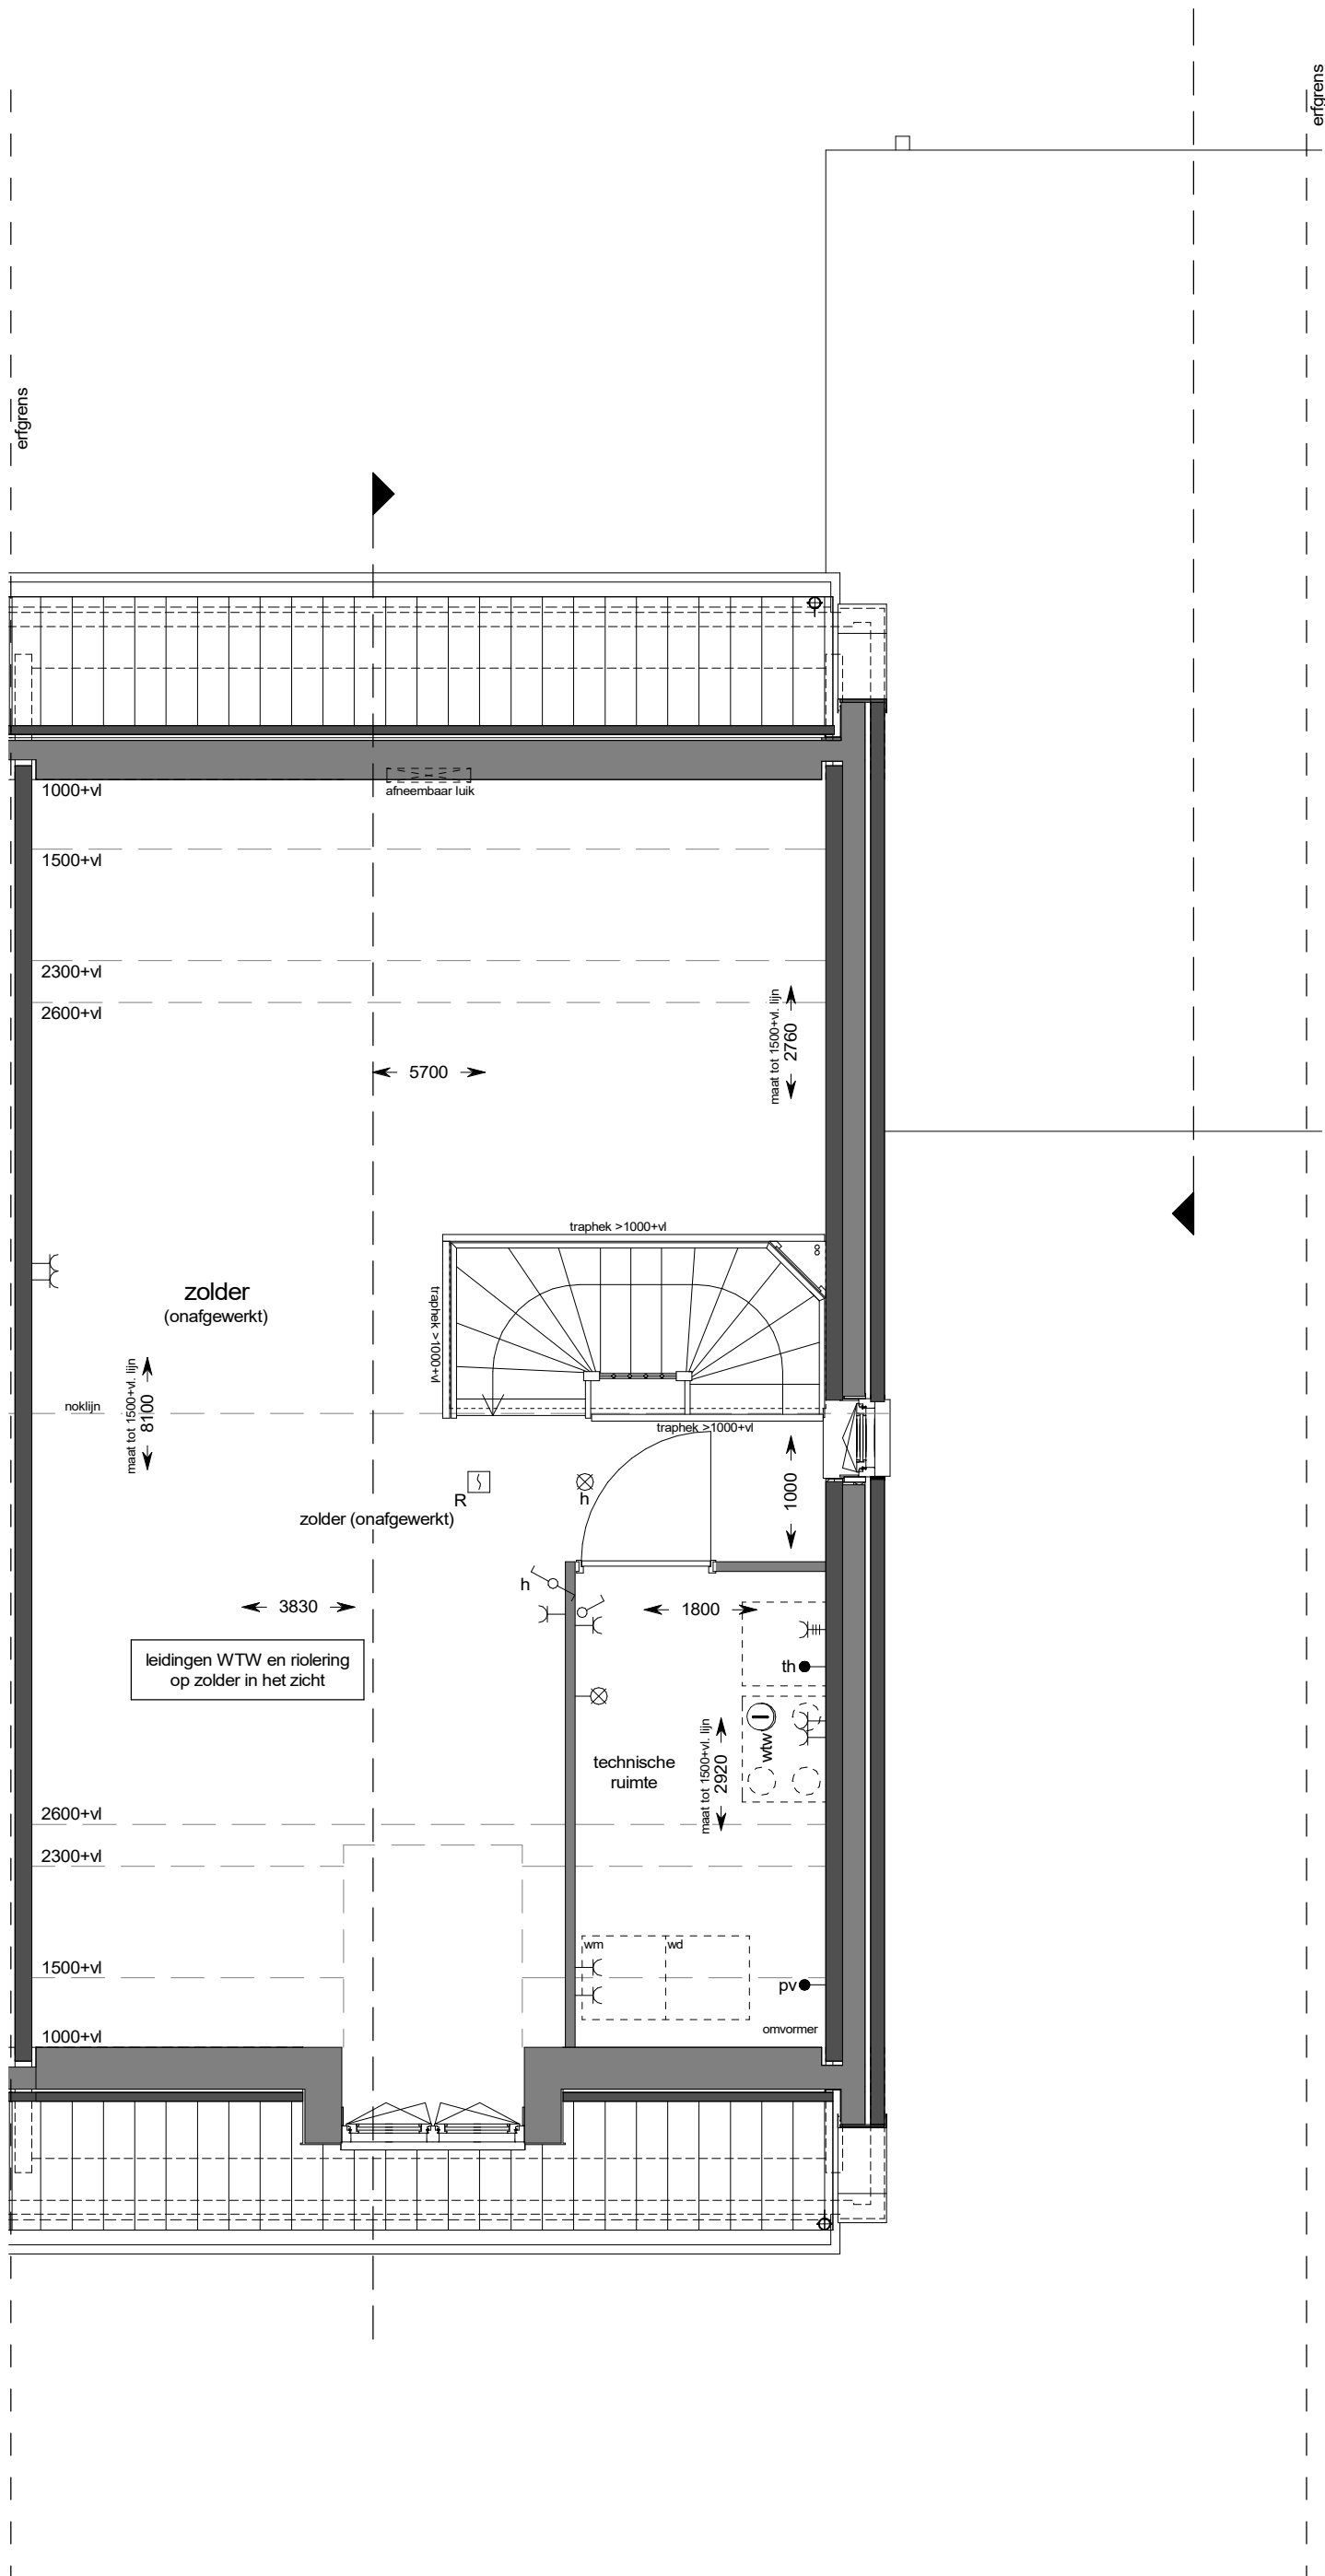 erfgrens
erfgrens
1000+vl
afneembaar luik
1500+vl
2300+vl
2600+vl
maat tot 1500+vl. lijn
2760
5700
traphek >1000+vl
zolder
(onafgewerkt)
traphek >1000+vl
noklijn
maat tot 1500+vl. lijn
8100
traphek >1000+vl
R
h
1000
zolder (onafgewerkt)
h
3830
1800
leidingen WTW en riolering
op zolder in het zicht
th
wtw
technische
ruimte
maat tot 1500+vl. lijn
2920
2600+vl
2300+vl
wm
wd
1500+vl
pv
omvormer
1000+vl